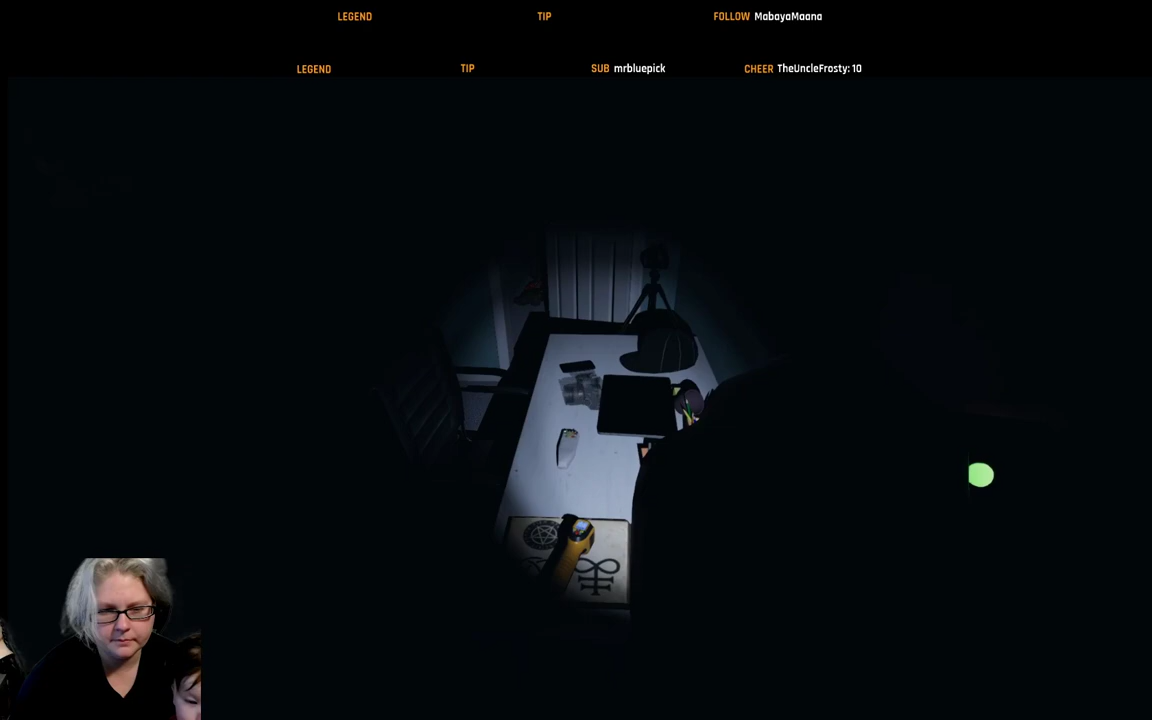 LEGEND TIP FOLLOW MabayaMaana
LEGEND TIP SUB mrbluepick CHEER TheUncleFrosty: 10